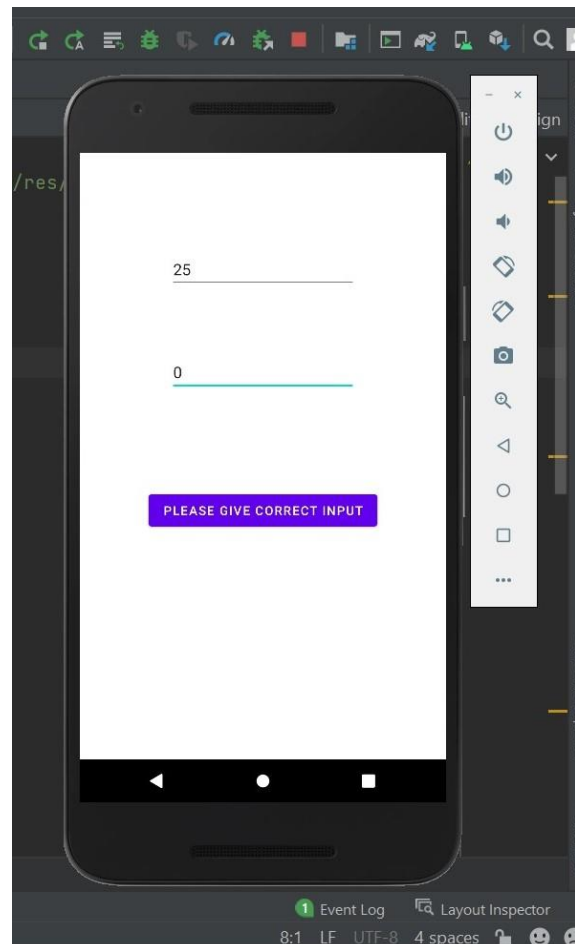 ign
/res/
25
0
PLEASE GIVE CORRECT INPUT
1 Event Log Layout Inspector
8:1 LF UTF-8 4 spaces